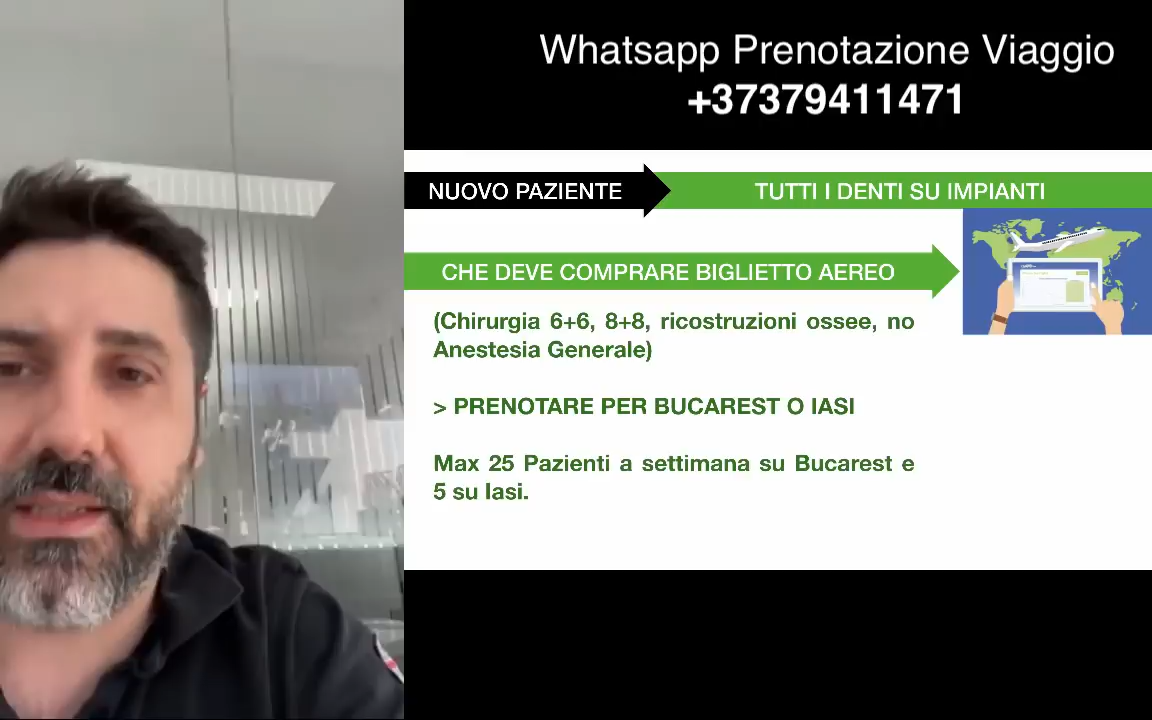 Whatsapp Prenotazione Viaggio
+37379411471
NUOVO PAZIENTE
TUTTI I DENTI SU IMPIANTI
CHE DEVE COMPRARE BIGLIETTO AEREO
(Chirurgia 6+6, 8+8, ricostruzioni ossee, no
Anestesia Generale)
> PRENOTARE PER BUCAREST O IASI
Max 25 Pazienti a settimana su Bucarest e
5 su Iasi.